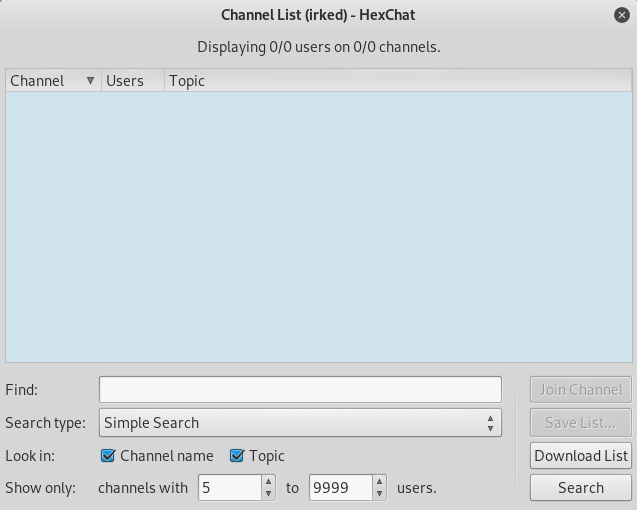 Channel List (irked) - HexChat
Displaying 0/0 users on 0/0 channels.
Channel Users Topic
Find: Join Channel
Search type: Simple Search Save List...
Look in: Channel name Topic Download List
Show only: channels with 5 to 9999 users. Search